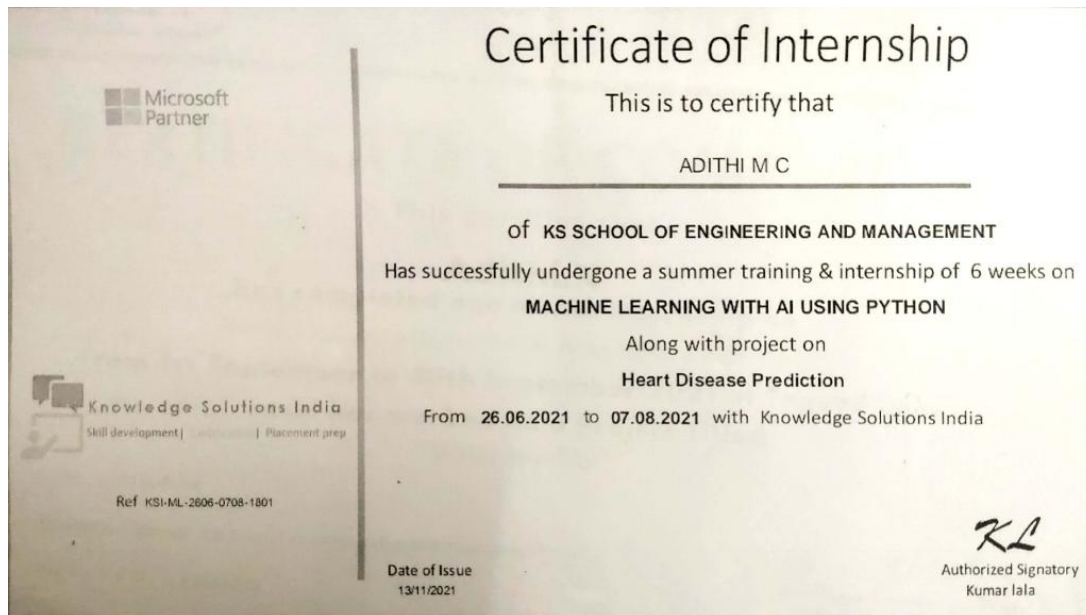 Microsoft
Partner
Knowledge Solutions India
Skill development| | Placement prep
Ref KSI-ML-2606-0708-1801
Certificate of Internship
This is to certify that
ADITHI M C
of KS SCHOOL OF ENGINEERING AND MANAGEMENT
Has successfully undergone a summer training & internship of 6 weeks on
MACHINE LEARNING WITH AI USING PYTHON
Along with project on
Heart Disease Prediction
From 26.06.2021 to 07.08.2021 with Knowledge Solutions India
Date of Issue
13/11/2021
KL
Authorized Signatory
Kumar lala